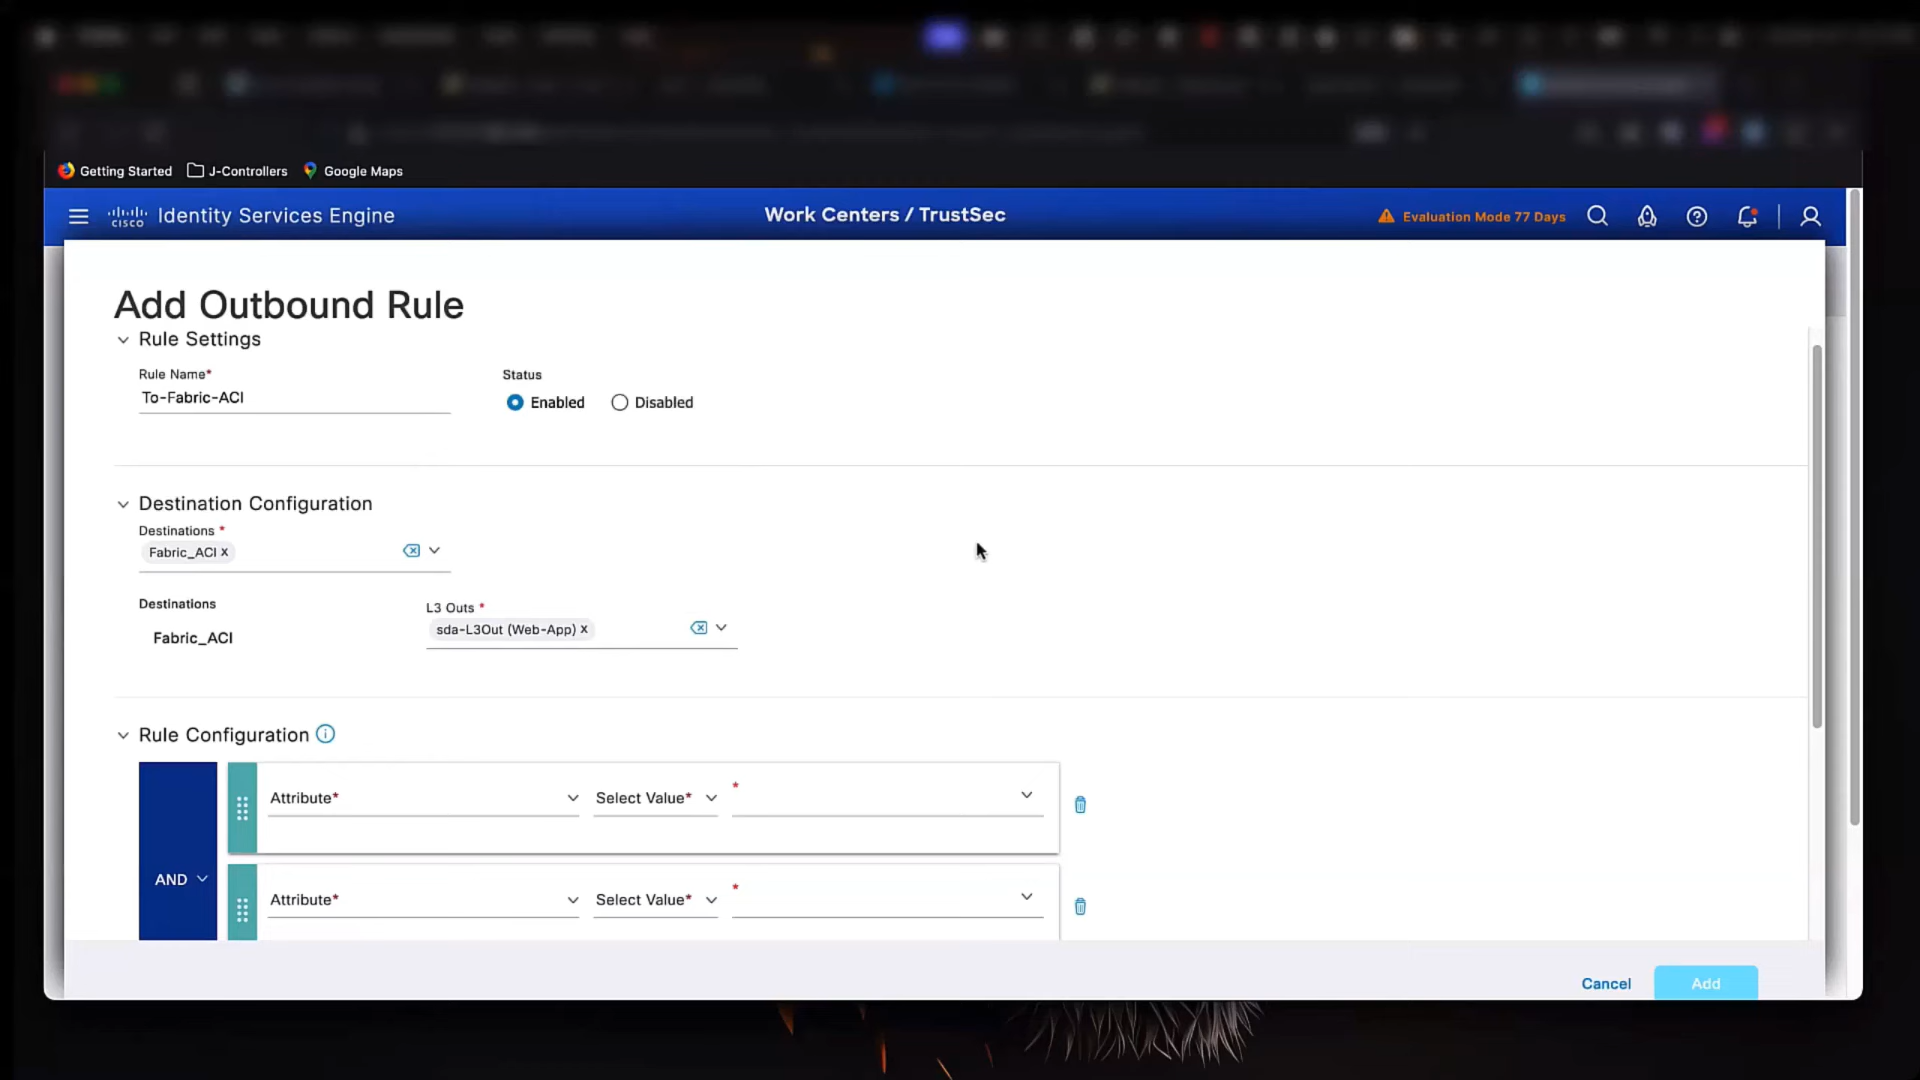 Getting Started J-Controllers Google Maps
CISCO Identity Services Engine Work Centers / TrustSec Evaluation Mode 77 Days
Add Outbound Rule
Rule Settings
Rule Name* Status
To-Fabric-ACI Enabled Disabled
Destination Configuration
Destinations *
Fabric_ACI x
Destinations L3 Outs *
Fabric_ACI sda-L3Out (Web-App) x
Rule Configuration
Attribute* Select Value* *
AND
Attribute* Select Value* *
Cancel Add